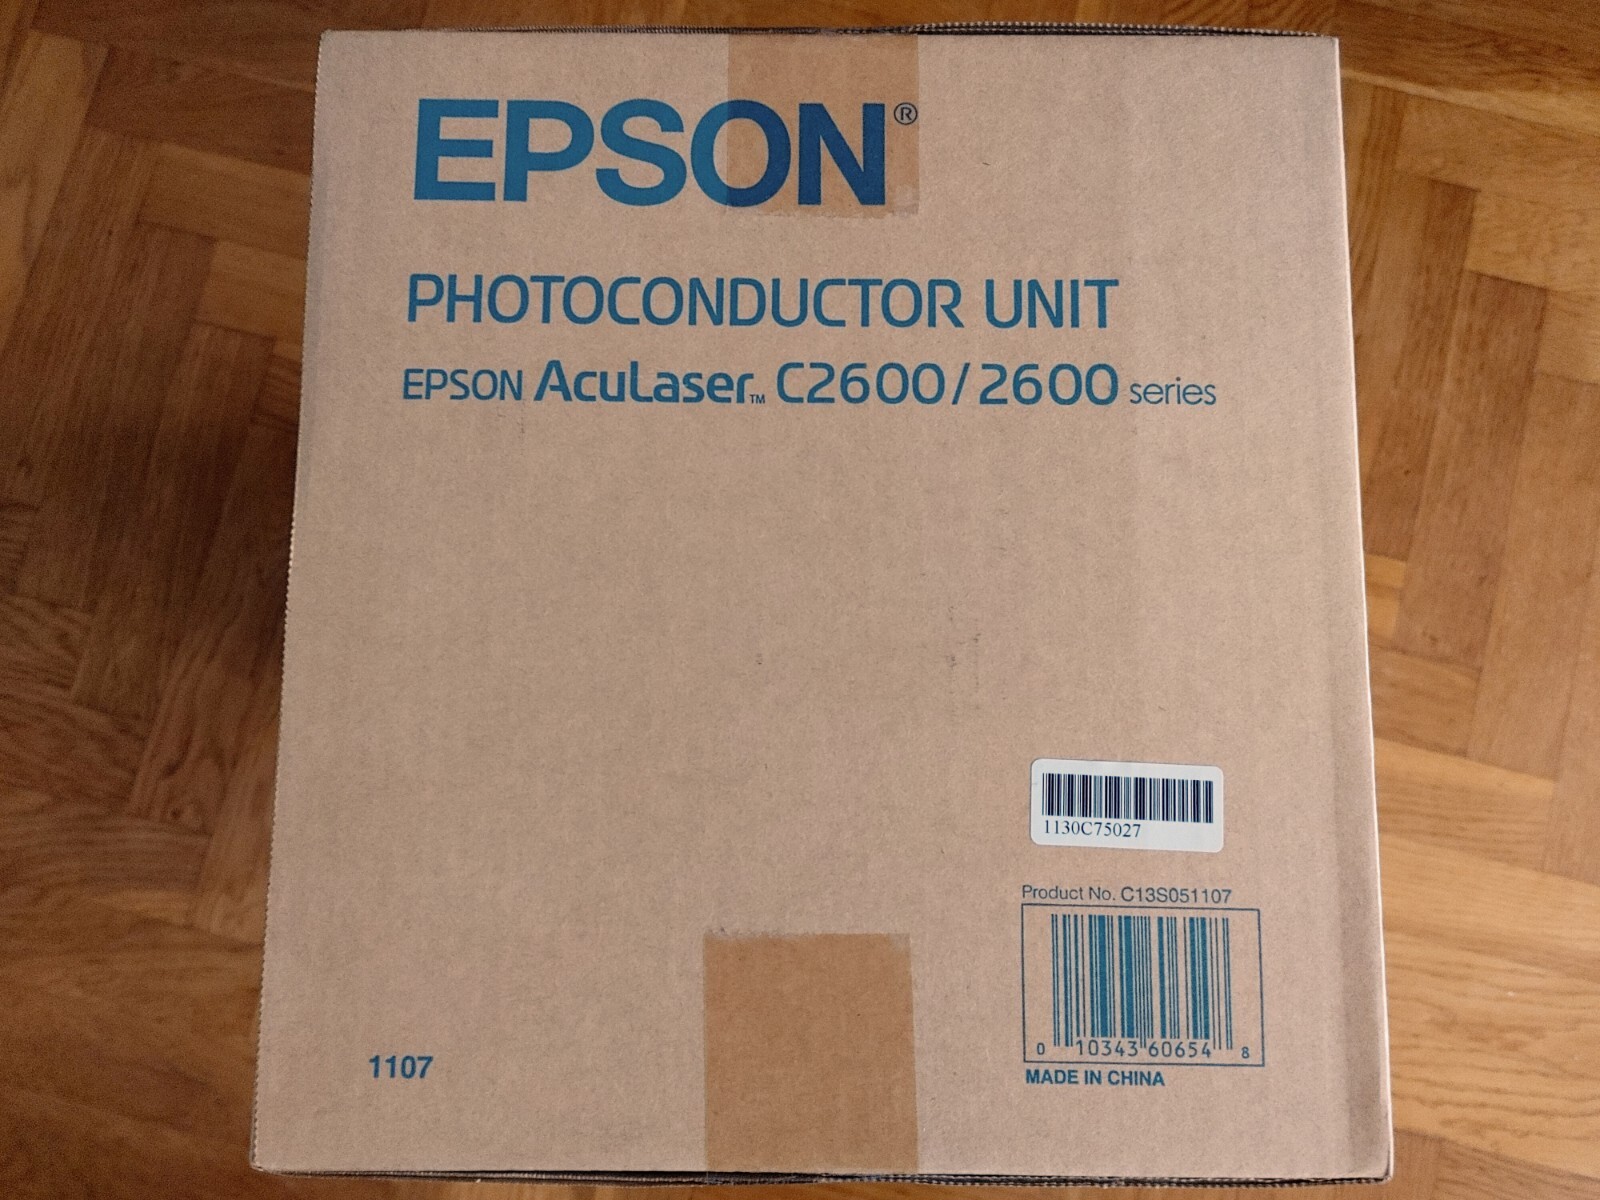 EPSON®
PHOTOCONDUCTOR UNIT
EPSON AcuLaser™ C2600/2600 series
1130C75027
Product No. C13S051107
0 10343 60654 8
MADE IN CHINA
1107